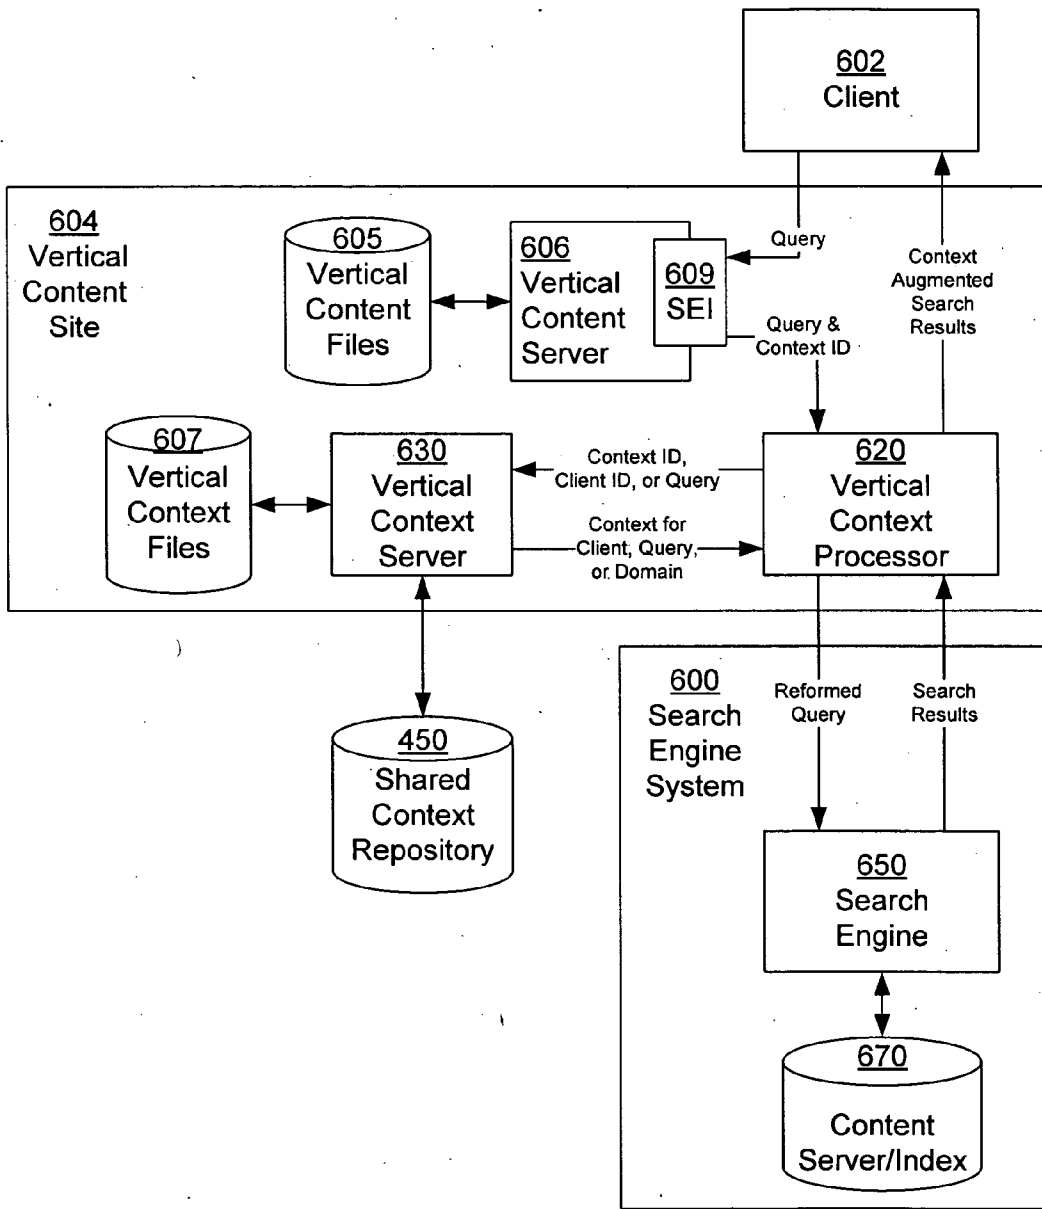 602
Client
604
Vertical
Content
Site
605
Vertical
Content
Files
606
Vertical
Content
Server
609
SEI
Query
Context
Augmented
Search
Results
Query &
Context ID
607
Vertical
Context
Files
630
Vertical
Context
Server
Context ID,
Client ID, or Query
Context for
Client, Query,
or Domain
620
Vertical
Context
Processor
450
Shared
Context
Repository
600
Search
Engine
System
Reformed
Query
Search
Results
650
Search
Engine
670
Content
Server/Index